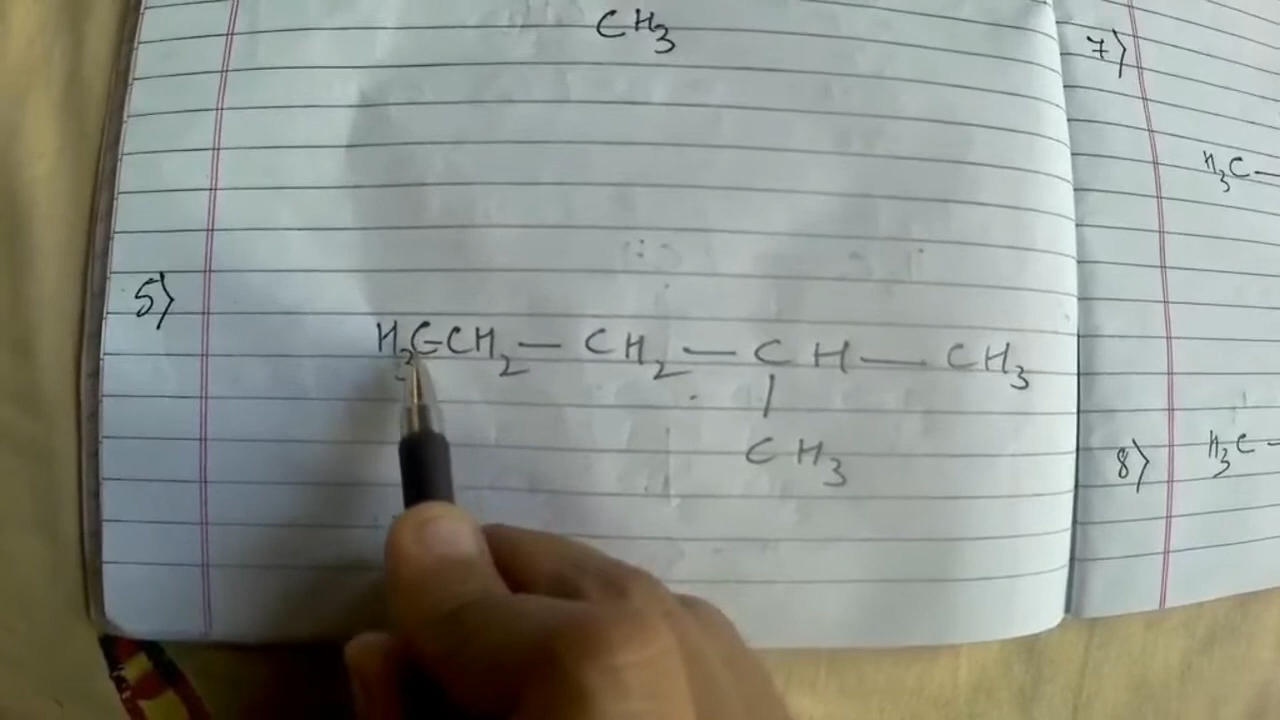 CH3
5)
H3C-CH2 — CH2 — CH — CH3
|
CH3
7)
H3C—
8)
H3C-